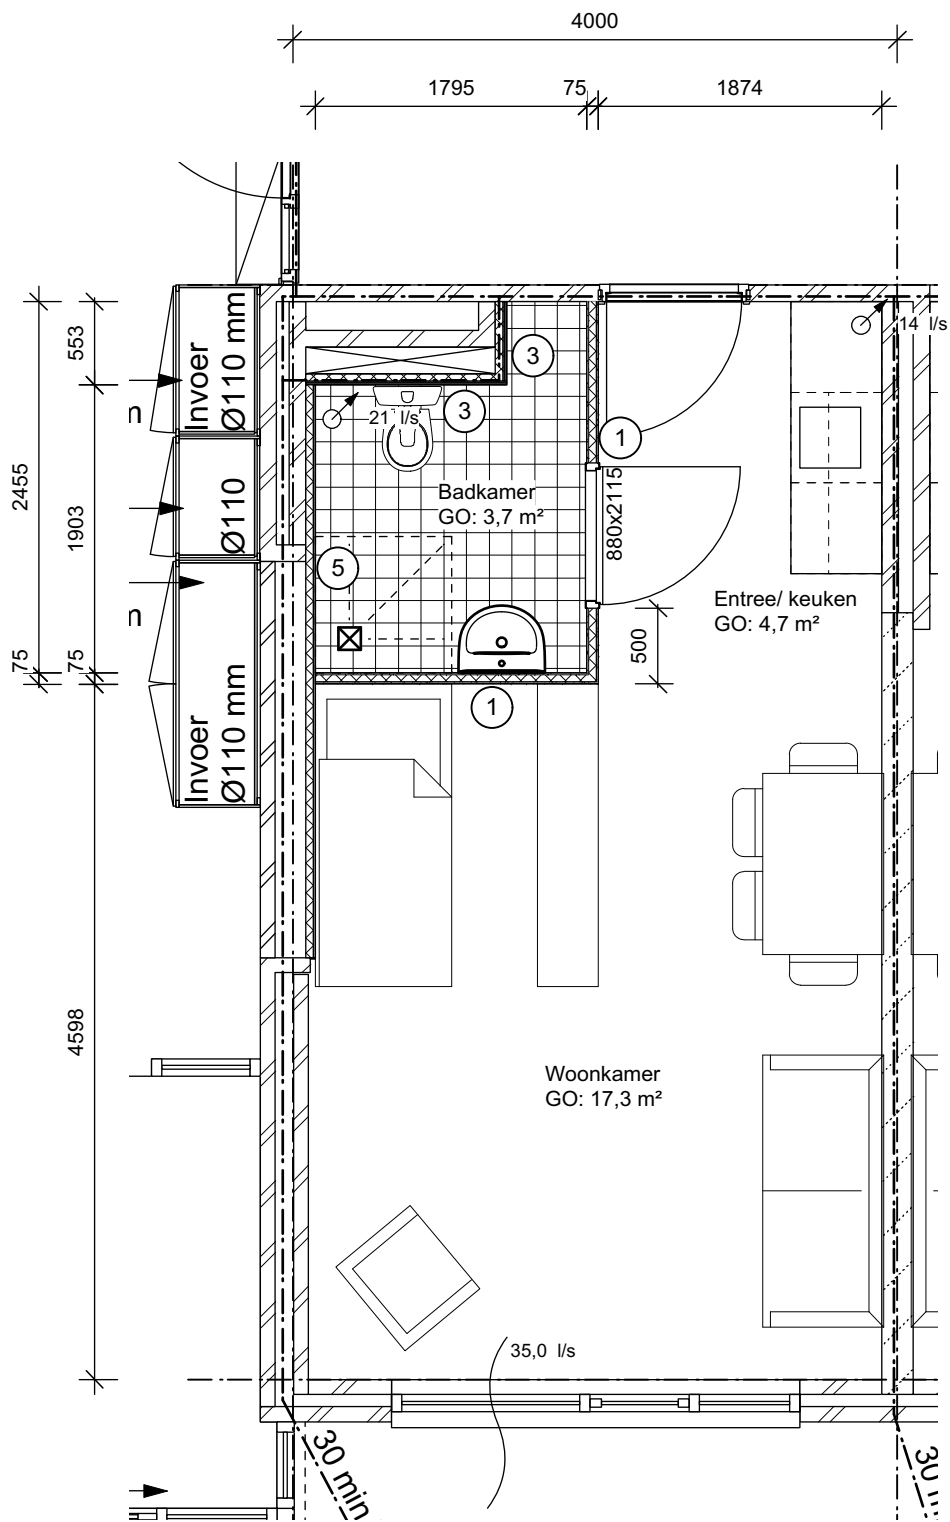 4000
1795
75
1874
553
2455
1903
75
75
4598
Invoer
Ø110 mm
Ø110
Invoer
Ø110 mm
3
3
14 l/s
21 l/s
1
Badkamer
GO: 3,7 m²
880x2115
5
Entree/ keuken
GO: 4,7 m²
500
1
Woonkamer
GO: 17,3 m²
35,0 l/s
30 min